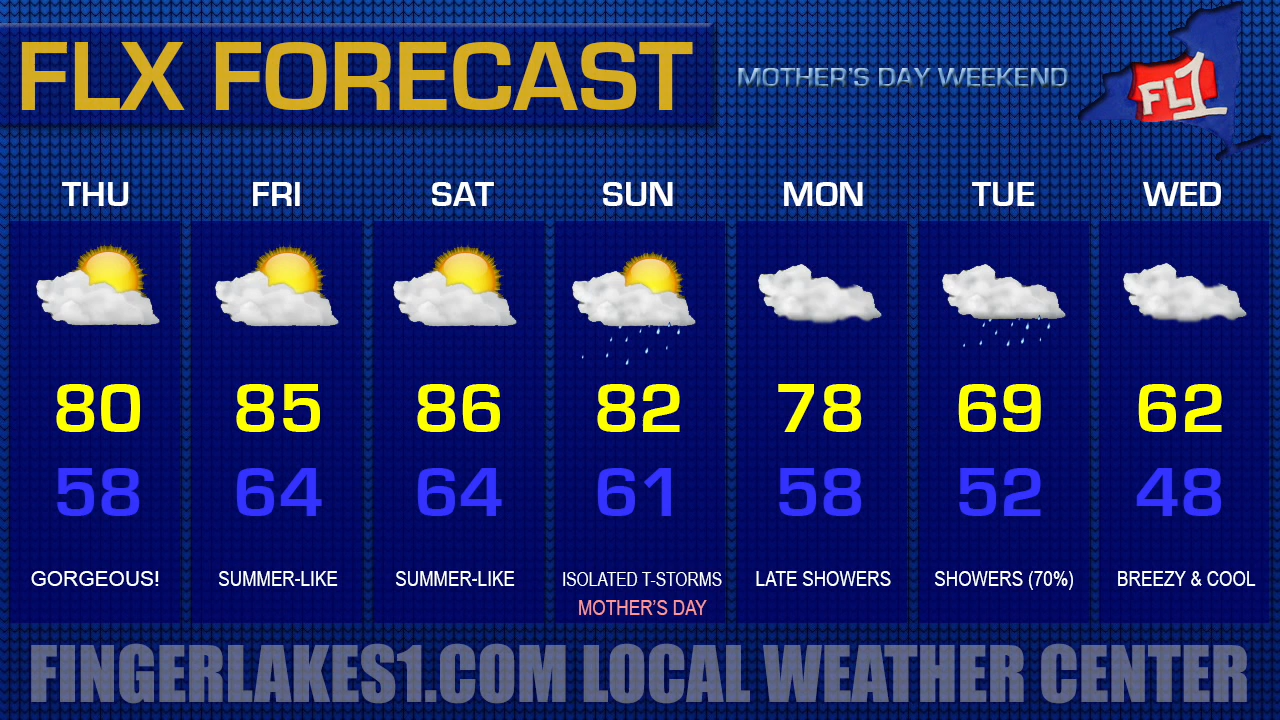 FLX FORECAST
MOTHER'S DAY WEEKEND
FL1
THU FRI SAT SUN MON TUE WED
80 85 86 82 78 69 62
58 64 64 61 58 52 48
GORGEOUS! SUMMER-LIKE SUMMER-LIKE ISOLATED T-STORMS LATE SHOWERS SHOWERS (70%) BREEZY & COOL
MOTHER'S DAY
FINGERLAKES1.COM LOCAL WEATHER CENTER